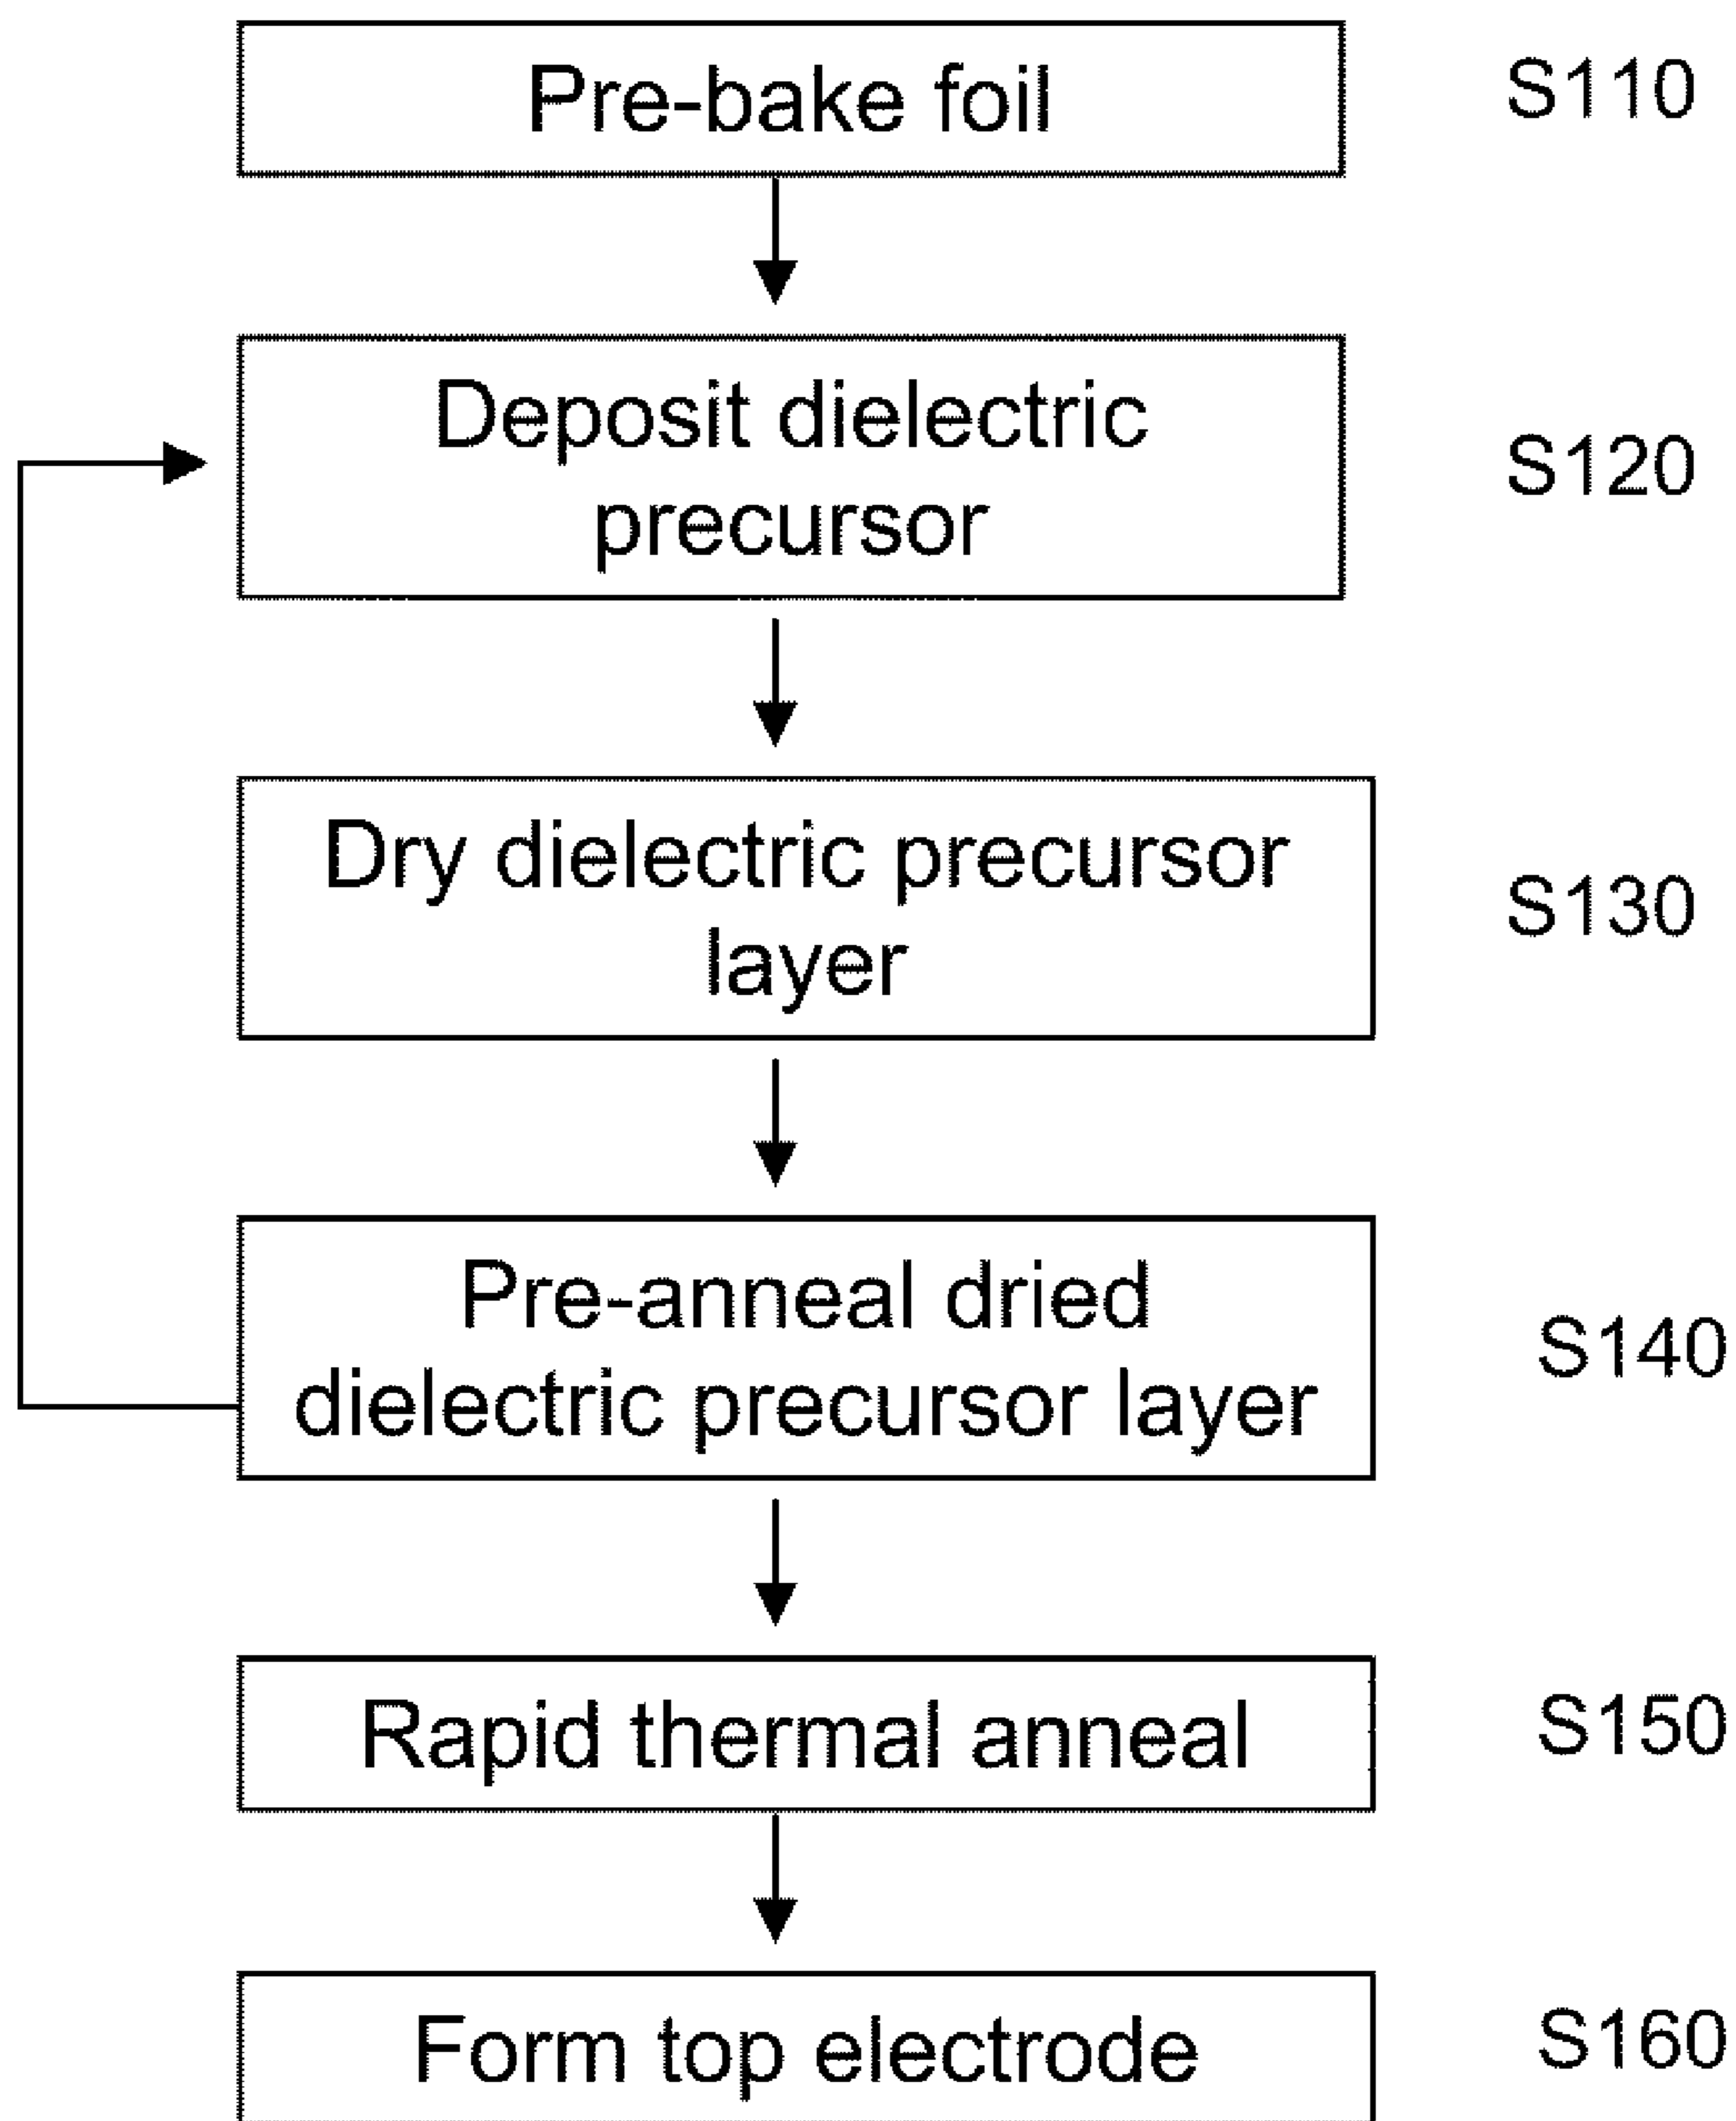 Pre-bake foil
S110
Deposit dielectric
precursor
S120
Dry dielectric precursor
layer
S130
Pre-anneal dried
dielectric precursor layer
S140
Rapid thermal anneal
S150
Form top electrode
S160